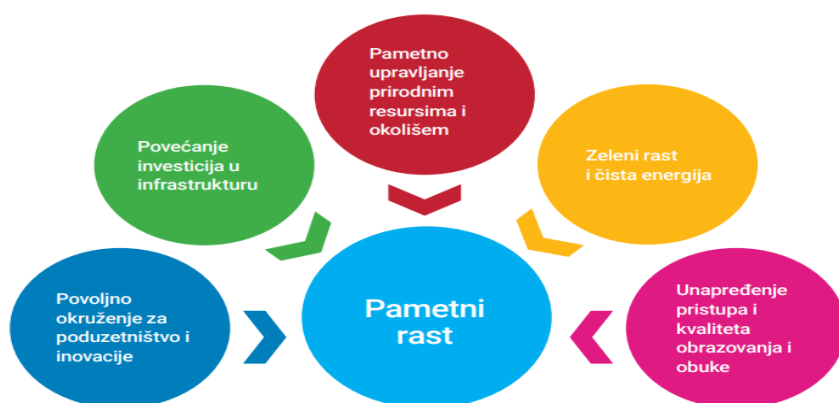 Pametno
upravljanje
prirodnim
resursima i
okolišem
Povećanje
investicija u
infrastrukturu
Zeleni rast
i čista energija
Povoljno
okruženje za
poduzetništvo i
inovacije
Pametni
rast
Unapređenje
pristupa i
kvaliteta
obrazovanja i
obuke